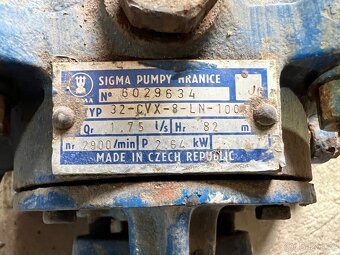 SIGMA PUMPY HRANICE
Nº 6029634
TYP 32-CVX-8-LN-100
Qr 1.75 l/s Hr 82 m
nr 2900/min P 2.64 kW
MADE IN CZECH REPUBLIC